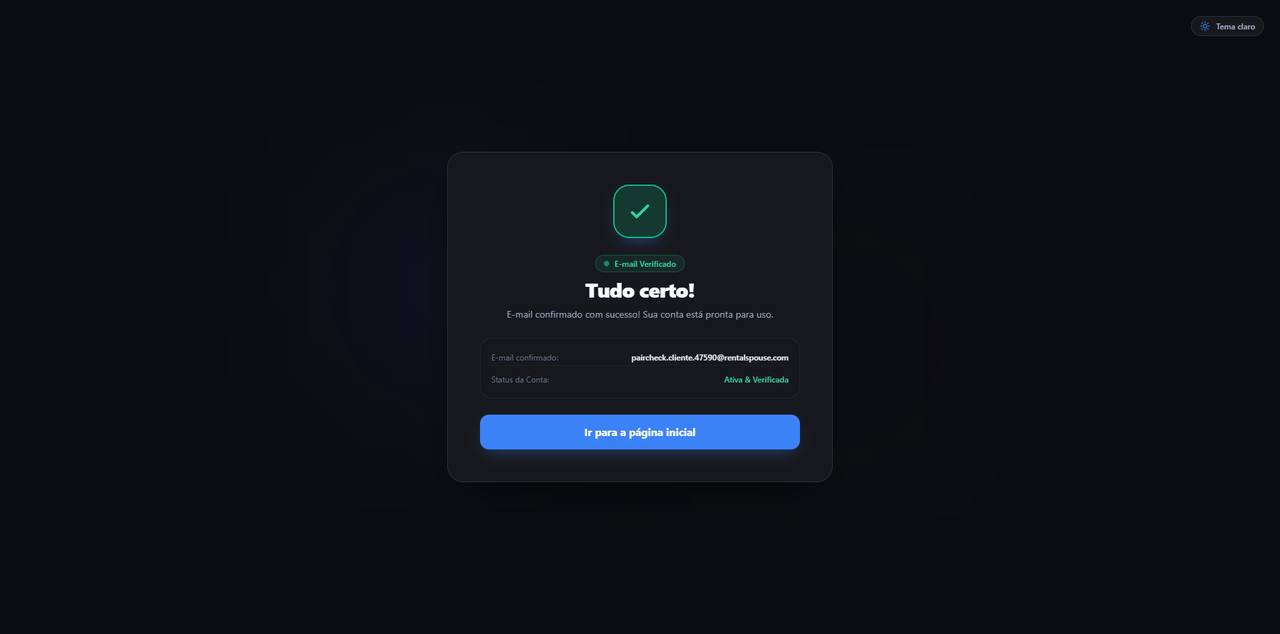 Tema claro
E-mail Verificado
Tudo certo!
E-mail confirmado com sucesso! Sua conta está pronta para uso.
E-mail confirmado: paircheck.cliente.47590@rentalspouse.com
Status da Conta: Ativa & Verificada
Ir para a página inicial